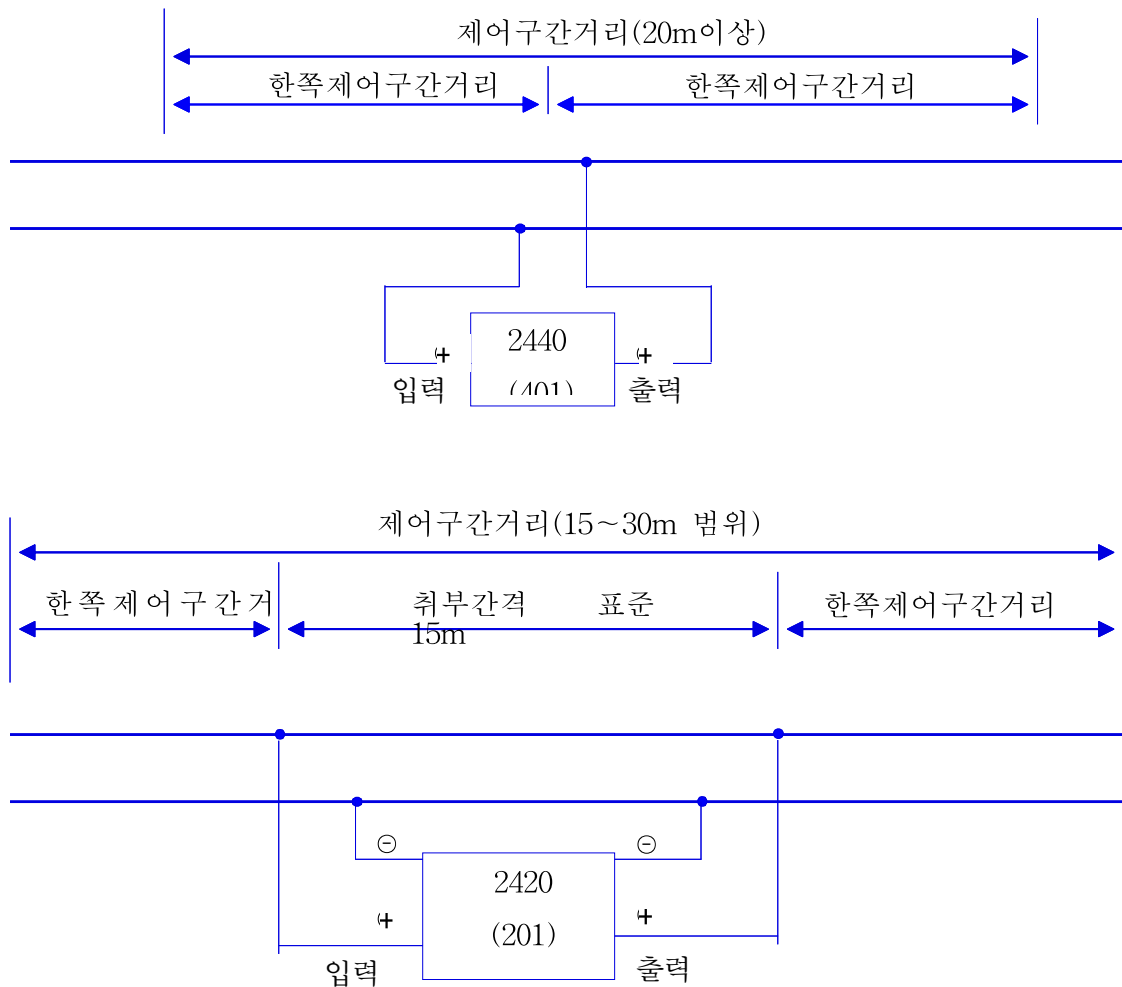 제어구간거리(20m이상)
한쪽제어구간거리 한쪽제어구간거리
2440
(401)
+ +
입력 출력
제어구간거리(15~30m 범위)
한쪽제어구간거 취부간격 표준 한쪽제어구간거리
15m
⊖ ⊖
2420
+ +
(201)
입력 출력